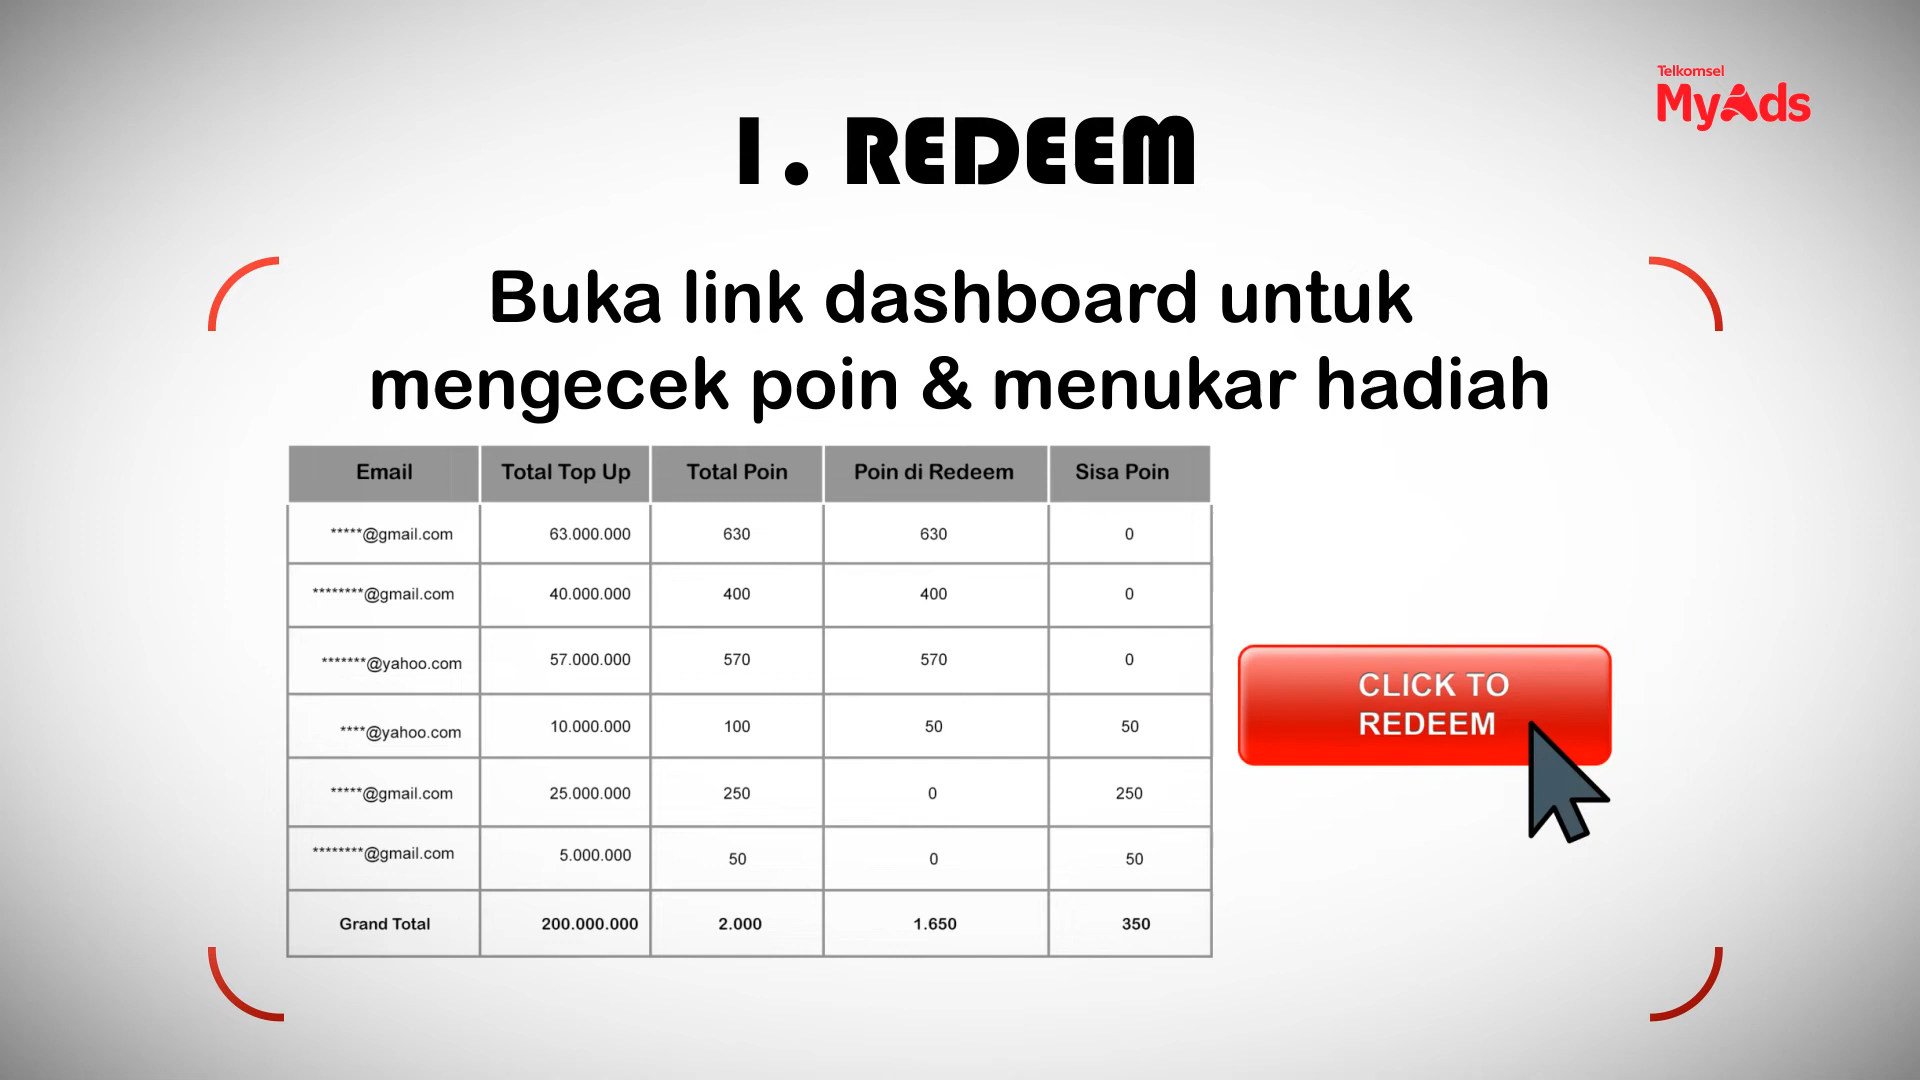 Telkomsel
MyAds
1. REDEEM
Buka link dashboard untuk
mengecek poin & menukar hadiah
Email Total Top Up Total Poin Poin di Redeem Sisa Poin
*****@gmail.com 63.000.000 630 630 0
********@gmail.com 40.000.000 400 400 0
*******@yahoo.com 57.000.000 570 570 0
****@yahoo.com 10.000.000 100 50 50
*****@gmail.com 25.000.000 250 0 250
********@gmail.com 5.000.000 50 0 50
Grand Total 200.000.000 2.000 1.650 350
CLICK TO
REDEEM